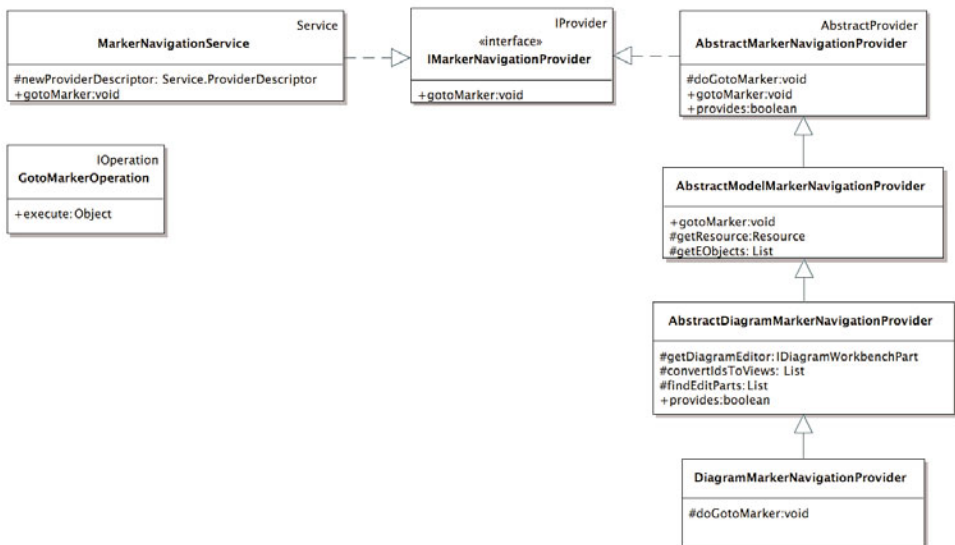 Service
MarkerNavigationService
#newProviderDescriptor: Service.ProviderDescriptor
+gotoMarker:void
IProvider
«interface»
IMarkerNavigationProvider
+gotoMarker:void
AbstractProvider
AbstractMarkerNavigationProvider
#doGotoMarker:void
+gotoMarker:void
+provides:boolean
IOperation
GotoMarkerOperation
+execute:Object
AbstractModelMarkerNavigationProvider
+gotoMarker:void
#getResource:Resource
#getEObjects: List
AbstractDiagramMarkerNavigationProvider
#getDiagramEditor:IDiagramWorkbenchPart
#convertIdsToViews: List
#findEditParts:List
+provides:boolean
DiagramMarkerNavigationProvider
#doGotoMarker:void